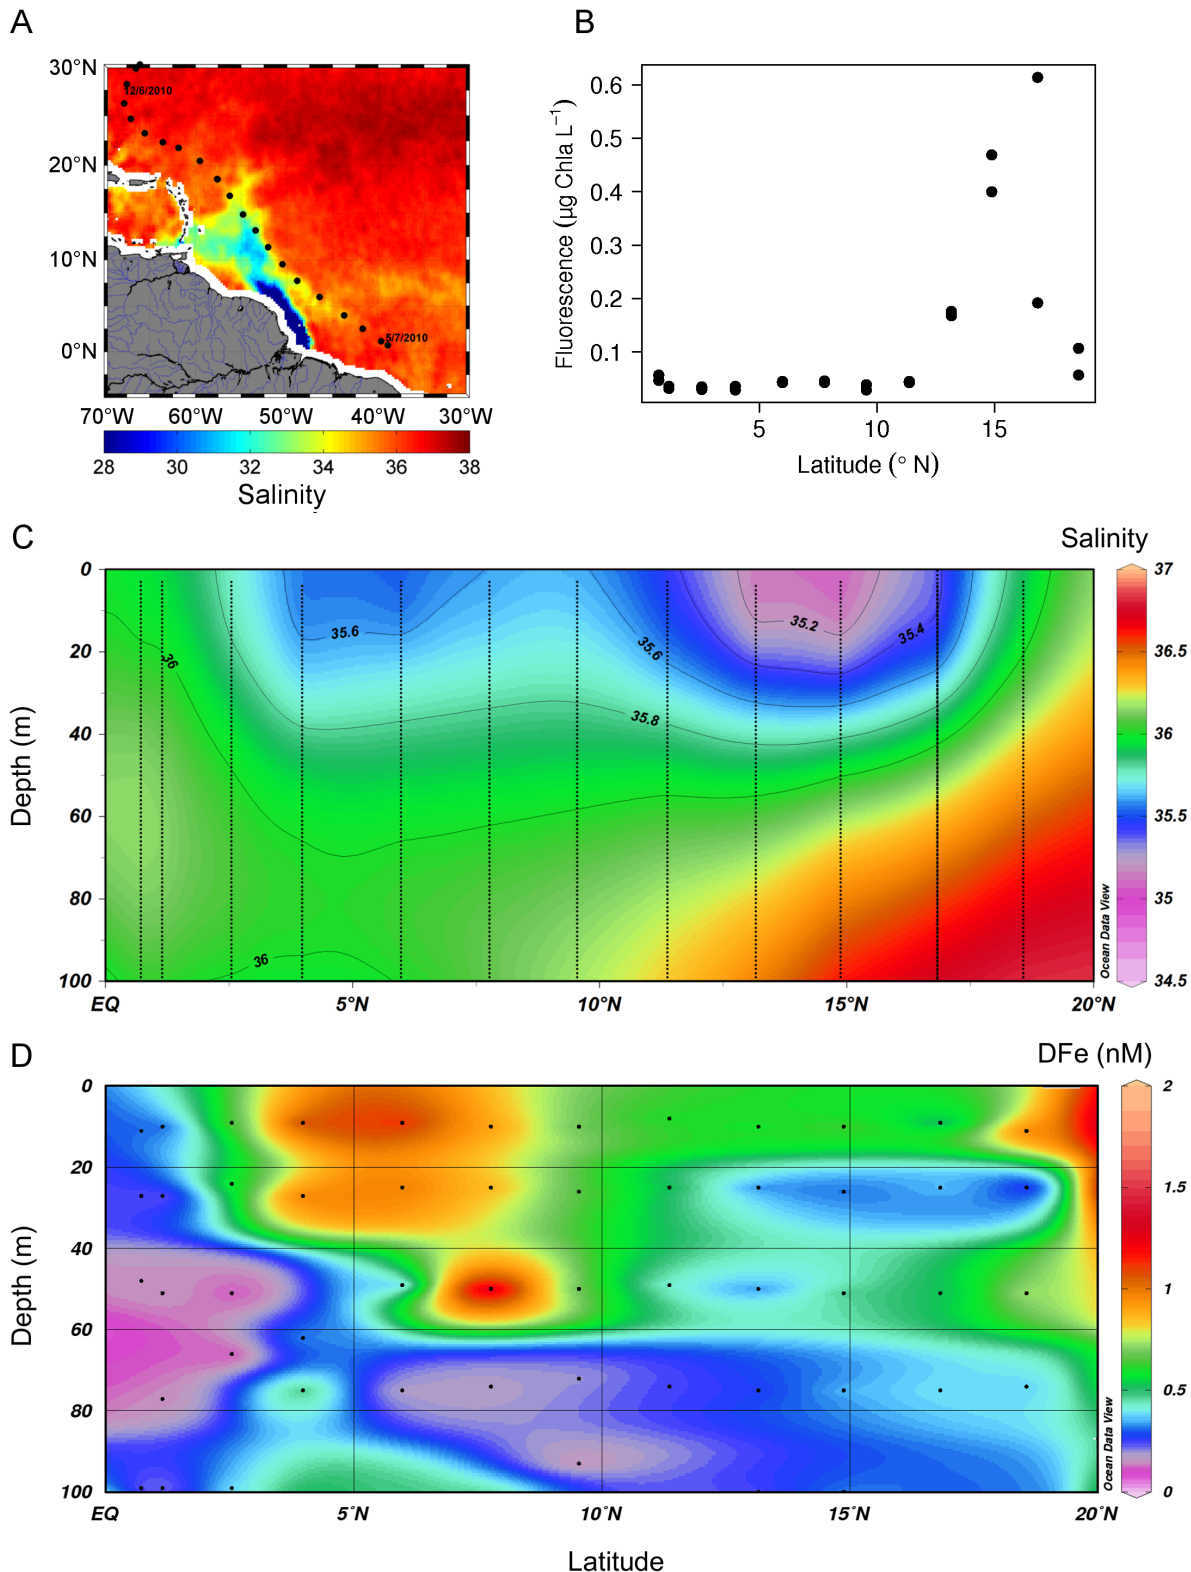 A
30°N
20°N
10°N
0°N
12/6/2010
5/7/2010
70°W 60°W 50°W 40°W 30°W
28 30 32 34 36 38
Salinity
B
Fluorescence (µg Chla L⁻¹)
0.6
0.5
0.4
0.3
0.2
0.1
5 10 15
Latitude (° N)
C
Salinity
Depth (m)
0
20
40
60
80
100
36
35.6
35.6
35.8
35.2
35.4
36
EQ 5°N 10°N 15°N 20°N
Ocean Data View
37
36.5
36
35.5
35
34.5
D
DFe (nM)
Depth (m)
0
20
40
60
80
100
EQ 5°N 10°N 15°N 20°N
Ocean Data View
2
1.5
1
0.5
0
Latitude